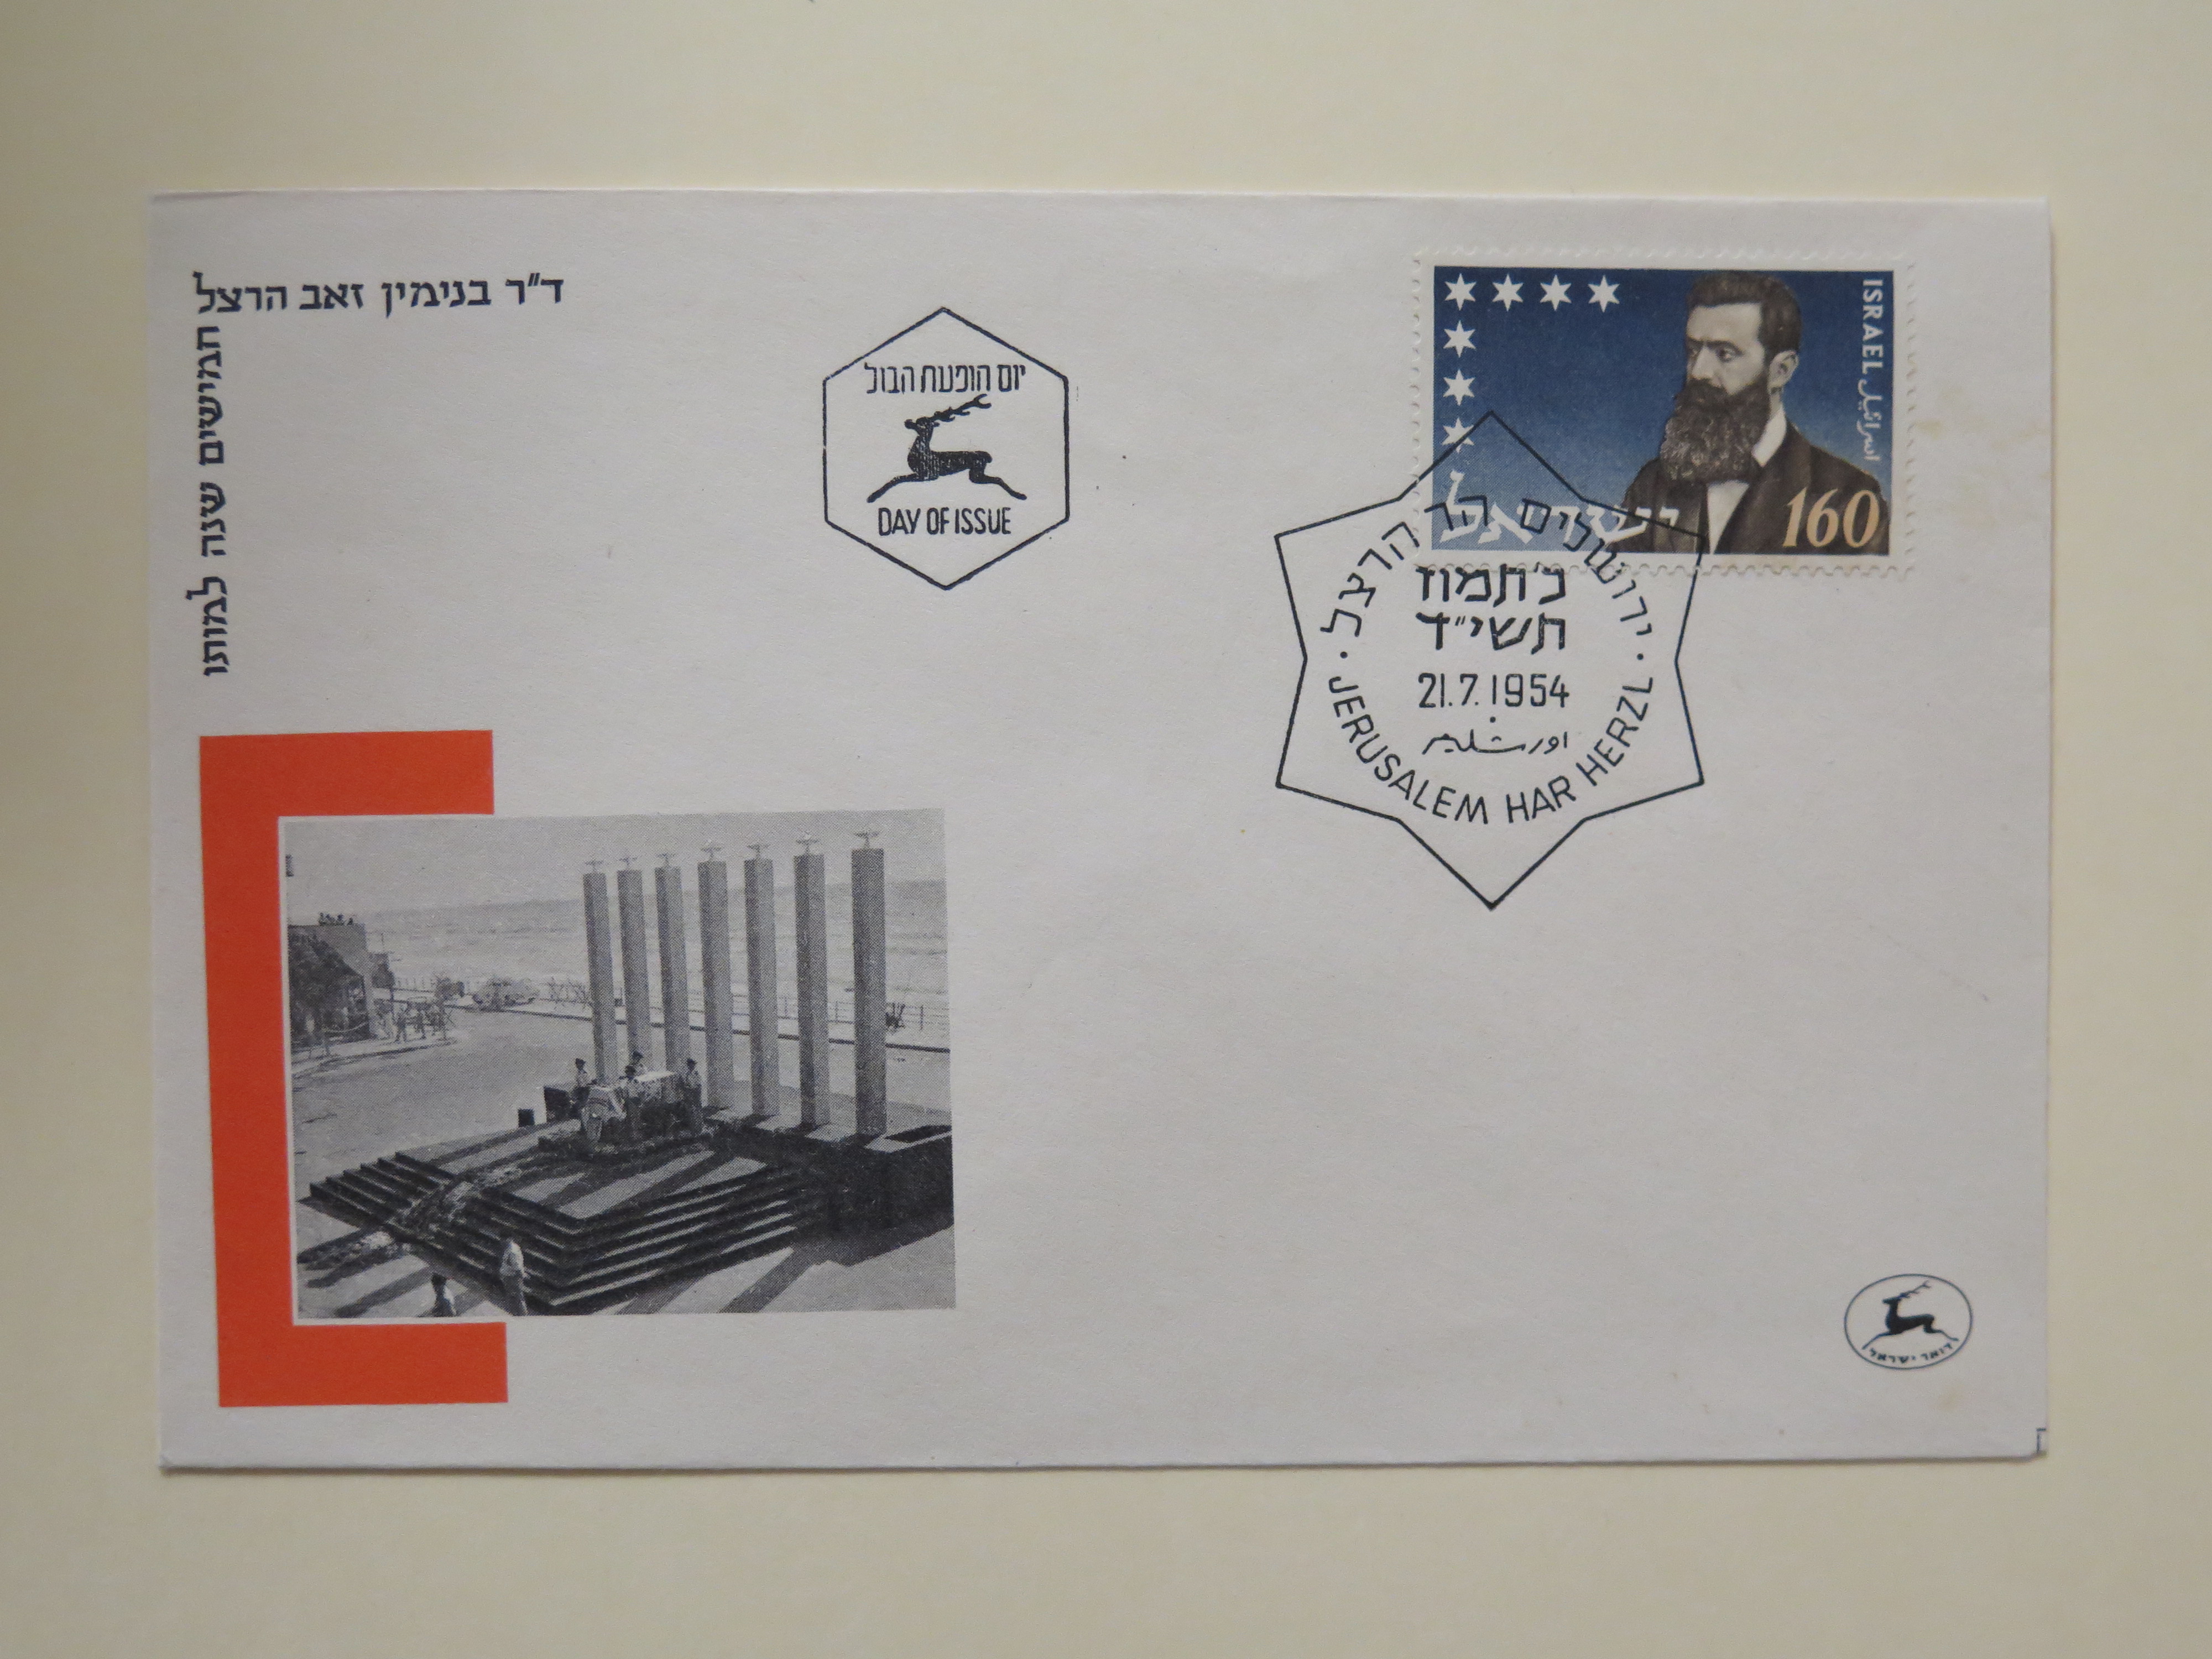 ד"ר בנימין זאב הרצל
חמישים שנה למותו
יום הופעת הבול
DAY OF ISSUE
ISRAEL اسرائيل
ישראל
160
ירושלים הר הרצל
כ' תמוז
תשי"ד
21.7.1954
اورشليم
JERUSALEM HAR HERZL
דואר ישראל